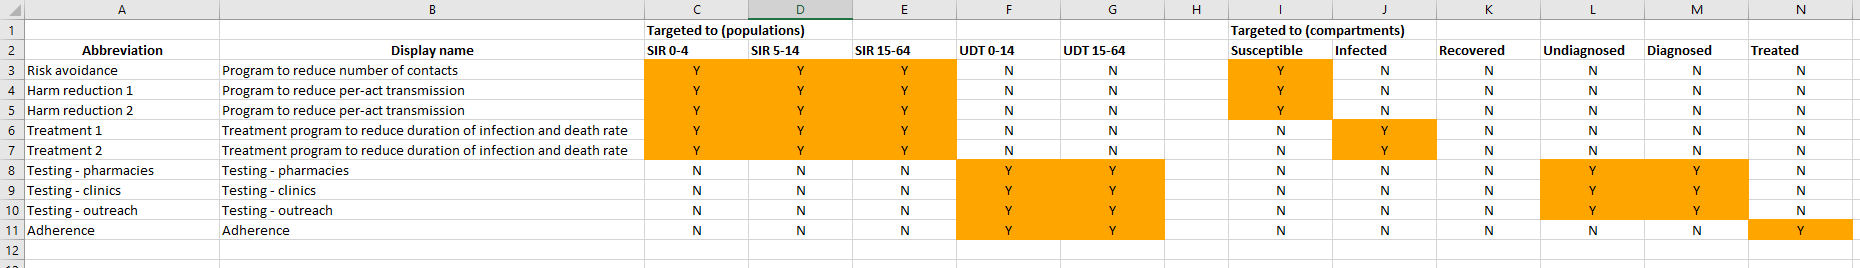 A B C D E F G H I J K L M N
1 Targeted to (populations) Targeted to (compartments)
2 Abbreviation Display name SIR 0-4 SIR 5-14 SIR 15-64 UDT 0-14 UDT 15-64 Susceptible Infected Recovered Undiagnosed Diagnosed Treated
3 Risk avoidance Program to reduce number of contacts Y Y Y N N Y N N N N N
4 Harm reduction 1 Program to reduce per-act transmission Y Y Y N N Y N N N N N
5 Harm reduction 2 Program to reduce per-act transmission Y Y Y N N Y N N N N N
6 Treatment 1 Treatment program to reduce duration of infection and death rate Y Y Y N N N Y N N N N
7 Treatment 2 Treatment program to reduce duration of infection and death rate Y Y Y N N N Y N N N N
8 Testing - pharmacies Testing - pharmacies N N N Y Y N N N Y Y N
9 Testing - clinics Testing - clinics N N N Y Y N N N Y Y N
10 Testing - outreach Testing - outreach N N N Y Y N N N Y Y N
11 Adherence Adherence N N N Y Y N N N N N Y
12